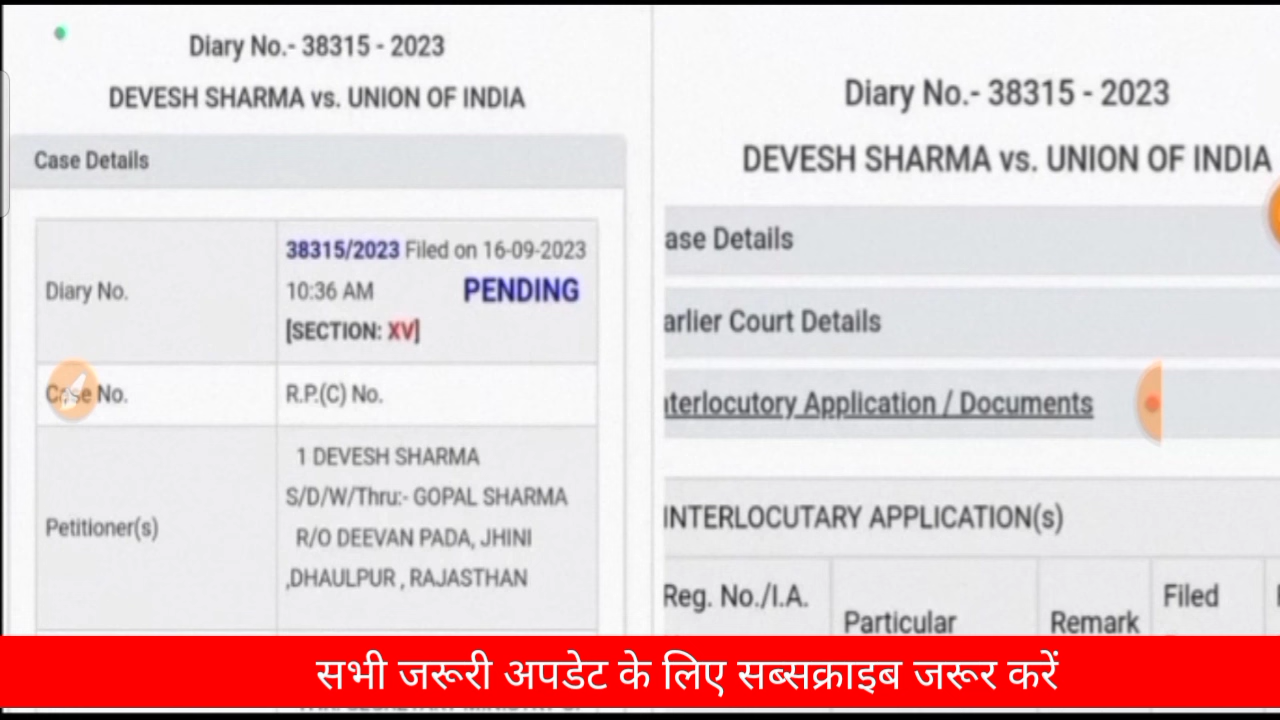 Diary No.- 38315 - 2023
DEVESH SHARMA vs. UNION OF INDIA
Case Details
Diary No.
38315/2023 Filed on 16-09-2023
10:36 AM PENDING
[SECTION: XV]
Case No. R.P.(C) No.
Petitioner(s)
1 DEVESH SHARMA
S/D/W/Thru:- GOPAL SHARMA
R/O DEEVAN PADA, JHINI
,DHAULPUR , RAJASTHAN
Diary No.- 38315 - 2023
DEVESH SHARMA vs. UNION OF INDIA
ase Details
arlier Court Details
nterlocutory Application / Documents
INTERLOCUTARY APPLICATION(s)
Reg. No./I.A.
Particular
Remark
Filed
सभी जरूरी अपडेट के लिए सब्सक्राइब जरूर करें